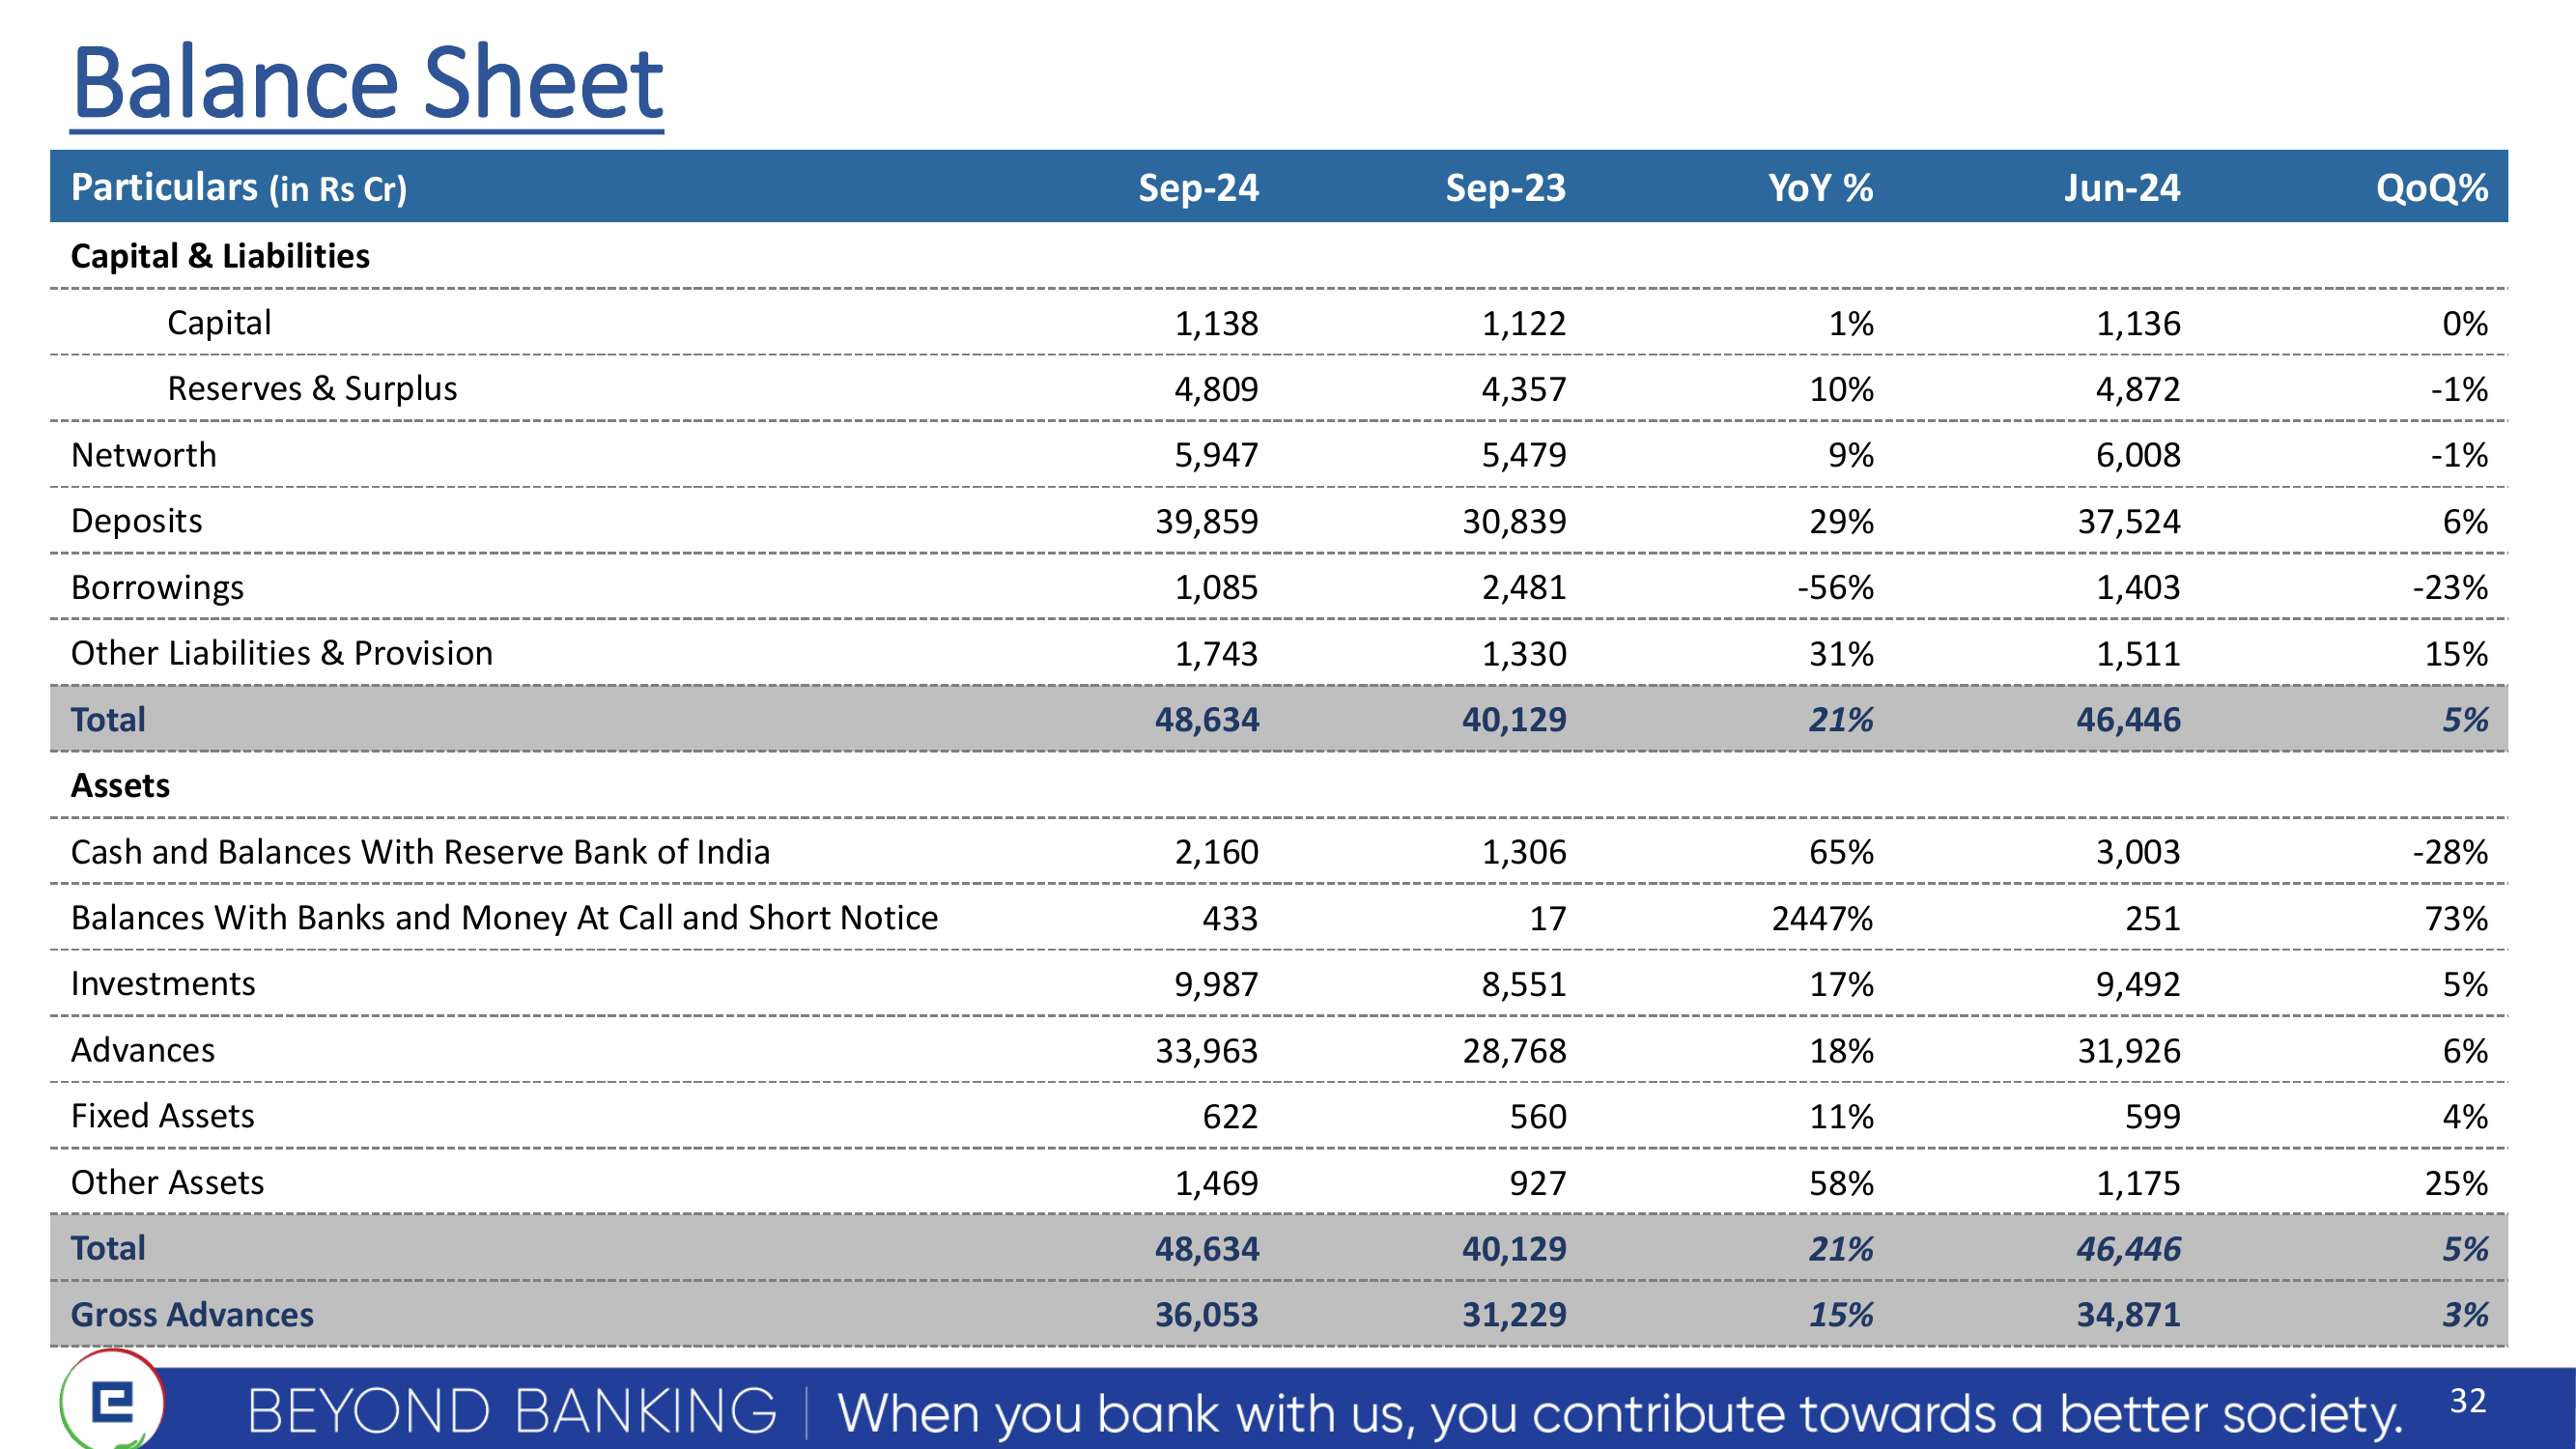 Balance Sheet
Particulars (in Rs Cr) Sep-24 Sep-23 YoY % Jun-24 QoQ%
Capital & Liabilities
Capital 1,138 1,122 1% 1,136 0%
Reserves & Surplus 4,809 4,357 10% 4,872 -1%
Networth 5,947 5,479 9% 6,008 -1%
Deposits 39,859 30,839 29% 37,524 6%
Borrowings 1,085 2,481 -56% 1,403 -23%
Other Liabilities & Provision 1,743 1,330 31% 1,511 15%
Total 48,634 40,129 21% 46,446 5%
Assets
Cash and Balances With Reserve Bank of India 2,160 1,306 65% 3,003 -28%
Balances With Banks and Money At Call and Short Notice 433 17 2447% 251 73%
Investments 9,987 8,551 17% 9,492 5%
Advances 33,963 28,768 18% 31,926 6%
Fixed Assets 622 560 11% 599 4%
Other Assets 1,469 927 58% 1,175 25%
Total 48,634 40,129 21% 46,446 5%
Gross Advances 36,053 31,229 15% 34,871 3%
BEYOND BANKING | When you bank with us, you contribute towards a better society. 32